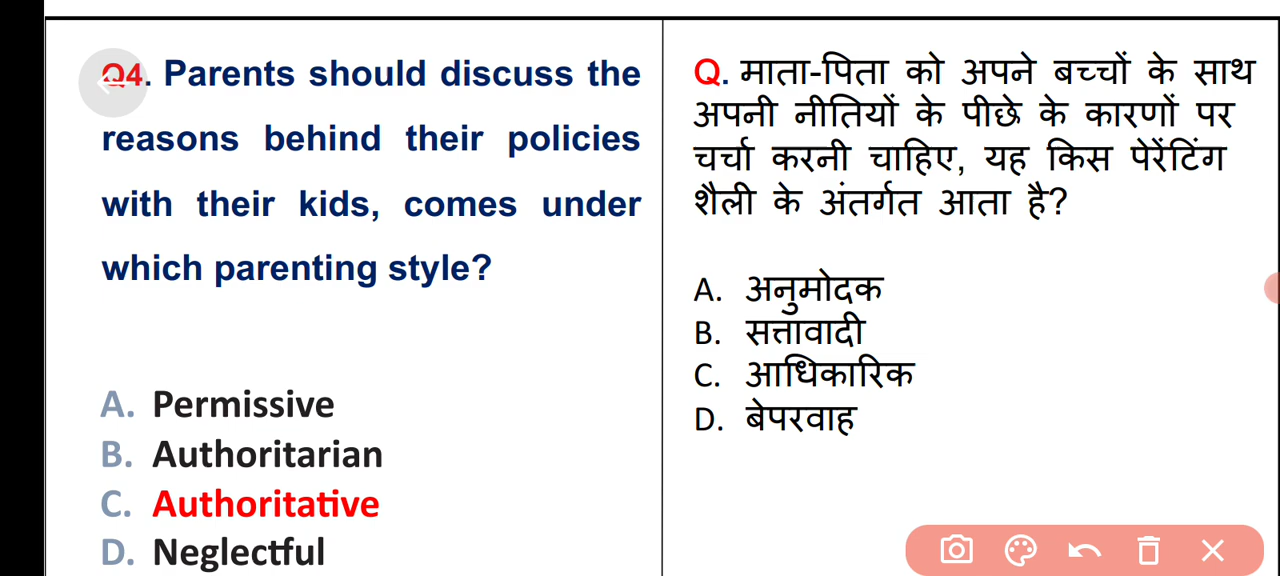 Q4. Parents should discuss the
reasons behind their policies
with their kids, comes under
which parenting style?
A. Permissive
B. Authoritarian
C. Authoritative
D. Neglectful
Q. माता-पिता को अपने बच्चों के साथ
अपनी नीतियों के पीछे के कारणों पर
चर्चा करनी चाहिए, यह किस पेरेंटिंग
शैली के अंतर्गत आता है?
A. अनुमोदक
B. सत्तावादी
C. आधिकारिक
D. बेपरवाह